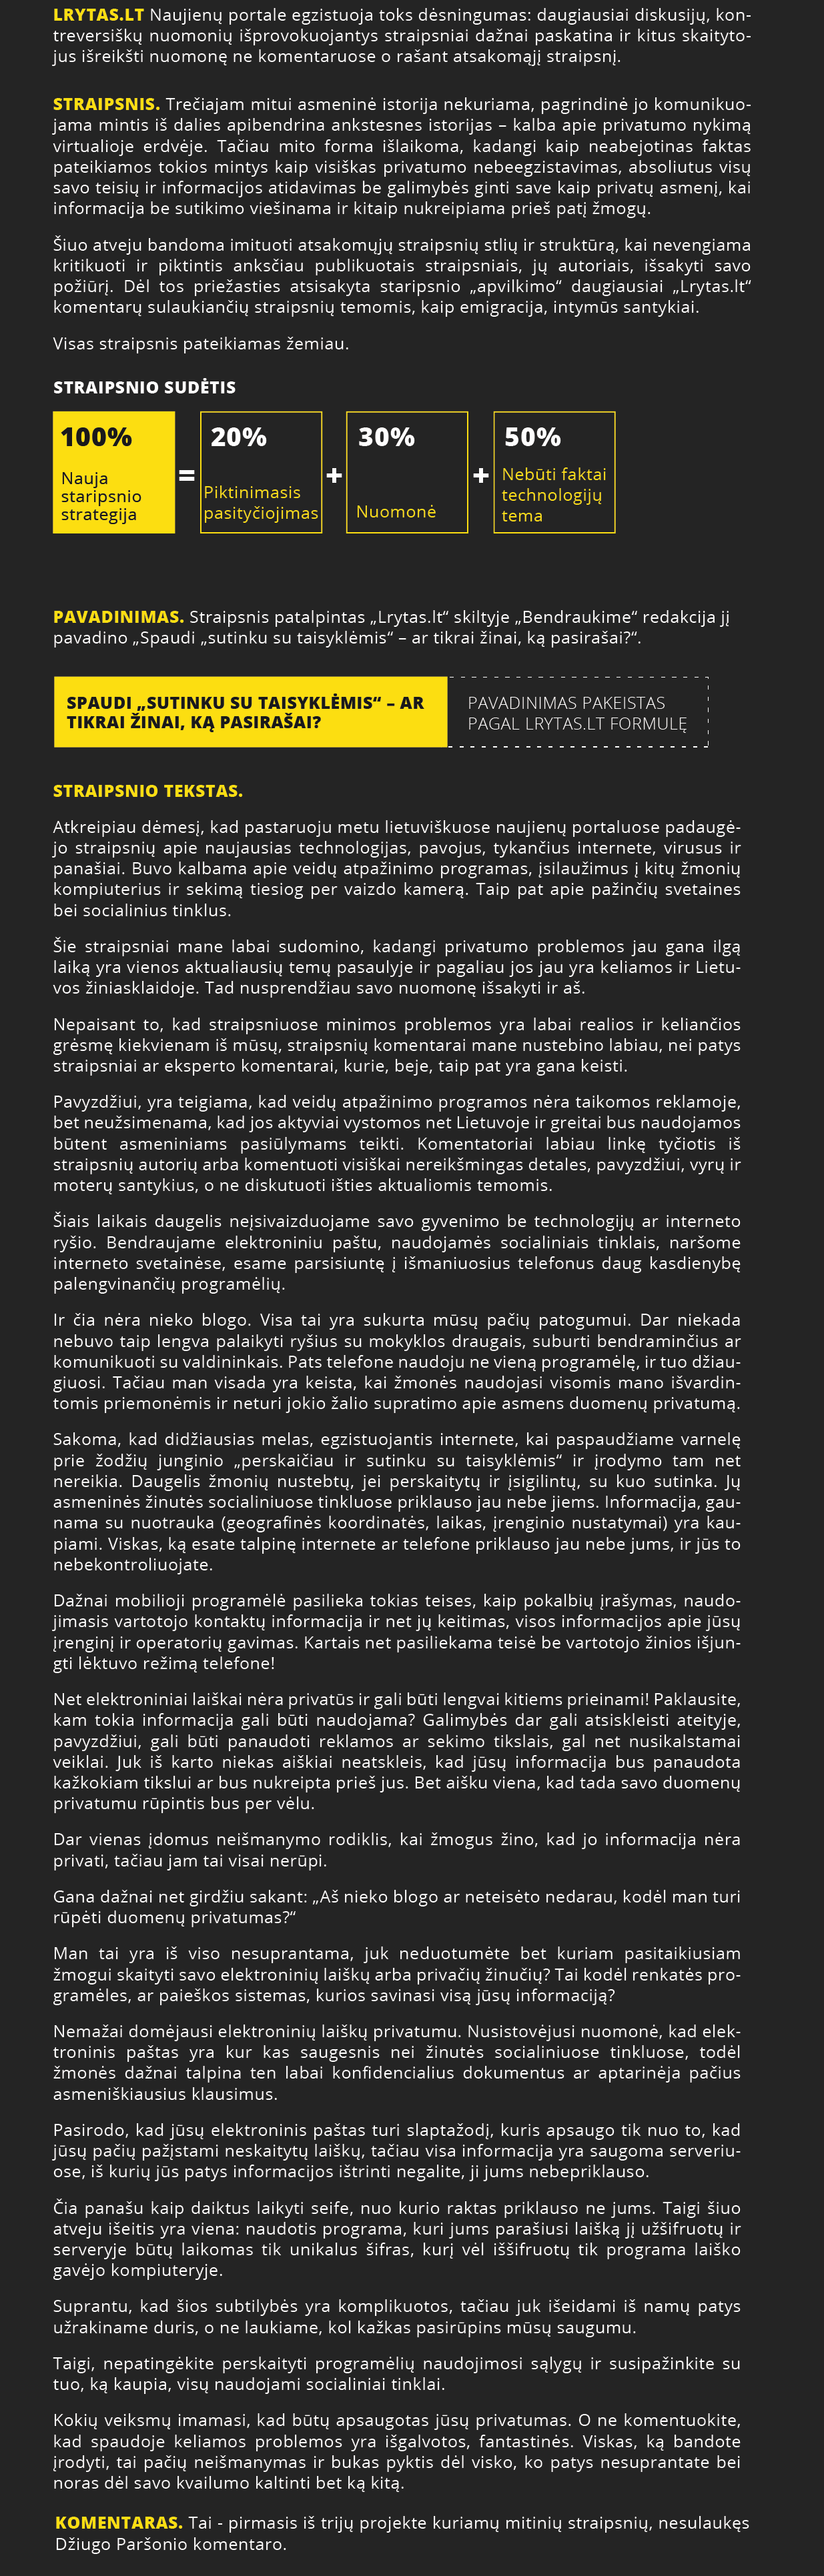 LRYTAS.LT Naujienų portale egzistuoja toks dėsningumas: daugiausiai diskusijų, kon-
treversiškų nuomonių išprovokuojantys straipsniai dažnai paskatina ir kitus skaityto-
jus išreikšti nuomonę ne komentaruose o rašant atsakomąjį straipsnį.
STRAIPSNIS. Trečiajam mitui asmeninė istorija nekuriama, pagrindinė jo komunikuo-
jama mintis iš dalies apibendrina ankstesnes istorijas – kalba apie privatumo nykimą
virtualioje erdvėje. Tačiau mito forma išlaikoma, kadangi kaip neabejotinas faktas
pateikiamos tokios mintys kaip visiškas privatumo nebeegzistavimas, absoliutus visų
savo teisių ir informacijos atidavimas be galimybės ginti save kaip privatų asmenį, kai
informacija be sutikimo viešinama ir kitaip nukreipiama prieš patį žmogų.
Šiuo atveju bandoma imituoti atsakomųjų straipsnių stlių ir struktūrą, kai nevengiama
kritikuoti ir piktintis anksčiau publikuotais straipsniais, jų autoriais, išsakyti savo
požiūrį. Dėl tos priežasties atsisakyta staripsnio „apvilkimo“ daugiausiai „Lrytas.lt“
komentarų sulaukiančių straipsnių temomis, kaip emigracija, intymūs santykiai.
Visas straipsnis pateikiamas žemiau.
STRAIPSNIO SUDĖTIS
100% 20% 30% 50%
Nauja
staripsnio
strategija
=
Piktinimasis
pasityčiojimas
+
Nuomonė
+
Nebūti faktai
technologijų
tema
PAVADINIMAS. Straipsnis patalpintas „Lrytas.lt“ skiltyje „Bendraukime“ redakcija jį
pavadino „Spaudi „sutinku su taisyklėmis“ – ar tikrai žinai, ką pasirašai?“.
SPAUDI „SUTINKU SU TAISYKLĖMIS“ – AR
TIKRAI ŽINAI, KĄ PASIRAŠAI?
PAVADINIMAS PAKEISTAS
PAGAL LRYTAS.LT FORMULĘ
STRAIPSNIO TEKSTAS.
Atkreipiau dėmesį, kad pastaruoju metu lietuviškuose naujienų portaluose padaugė-
jo straipsnių apie naujausias technologijas, pavojus, tykančius internete, virusus ir
panašiai. Buvo kalbama apie veidų atpažinimo programas, įsilaužimus į kitų žmonių
kompiuterius ir sekimą tiesiog per vaizdo kamerą. Taip pat apie pažinčių svetaines
bei socialinius tinklus.
Šie straipsniai mane labai sudomino, kadangi privatumo problemos jau gana ilgą
laiką yra vienos aktualiausių temų pasaulyje ir pagaliau jos jau yra keliamos ir Lietu-
vos žiniasklaidoje. Tad nusprendžiau savo nuomonę išsakyti ir aš.
Nepaisant to, kad straipsniuose minimos problemos yra labai realios ir keliančios
grėsmę kiekvienam iš mūsų, straipsnių komentarai mane nustebino labiau, nei patys
straipsniai ar eksperto komentarai, kurie, beje, taip pat yra gana keisti.
Pavyzdžiui, yra teigiama, kad veidų atpažinimo programos nėra taikomos reklamoje,
bet neužsimenama, kad jos aktyviai vystomos net Lietuvoje ir greitai bus naudojamos
būtent asmeniniams pasiūlymams teikti. Komentatoriai labiau linkę tyčiotis iš
straipsnių autorių arba komentuoti visiškai nereikšmingas detales, pavyzdžiui, vyrų ir
moterų santykius, o ne diskutuoti išties aktualiomis temomis.
Šiais laikais daugelis neįsivaizduojame savo gyvenimo be technologijų ar interneto
ryšio. Bendraujame elektroniniu paštu, naudojamės socialiniais tinklais, naršome
interneto svetainėse, esame parsisiuntę į išmaniuosius telefonus daug kasdienybę
palengvinančių programėlių.
Ir čia nėra nieko blogo. Visa tai yra sukurta mūsų pačių patogumui. Dar niekada
nebuvo taip lengva palaikyti ryšius su mokyklos draugais, suburti bendraminčius ar
komunikuoti su valdininkais. Pats telefone naudoju ne vieną programėlę, ir tuo džiau-
giuosi. Tačiau man visada yra keista, kai žmonės naudojasi visomis mano išvardin-
tomis priemonėmis ir neturi jokio žalio supratimo apie asmens duomenų privatumą.
Sakoma, kad didžiausias melas, egzistuojantis internete, kai paspaudžiame varnelę
prie žodžių junginio „perskaičiau ir sutinku su taisyklėmis“ ir įrodymo tam net
nereikia. Daugelis žmonių nustebtų, jei perskaitytų ir įsigilintų, su kuo sutinka. Jų
asmeninės žinutės socialiniuose tinkluose priklauso jau nebe jiems. Informacija, gau-
nama su nuotrauka (geografinės koordinatės, laikas, įrenginio nustatymai) yra kau-
piami. Viskas, ką esate talpinę internete ar telefone priklauso jau nebe jums, ir jūs to
nebekontroliuojate.
Dažnai mobilioji programėlė pasilieka tokias teises, kaip pokalbių įrašymas, naudo-
jimasis vartotojo kontaktų informacija ir net jų keitimas, visos informacijos apie jūsų
įrenginį ir operatorių gavimas. Kartais net pasiliekama teisė be vartotojo žinios išjun-
gti lėktuvo režimą telefone!
Net elektroniniai laiškai nėra privatūs ir gali būti lengvai kitiems prieinami! Paklausite,
kam tokia informacija gali būti naudojama? Galimybės dar gali atsiskleisti ateityje,
pavyzdžiui, gali būti panaudoti reklamos ar sekimo tikslais, gal net nusikalstamai
veiklai. Juk iš karto niekas aiškiai neatskleis, kad jūsų informacija bus panaudota
kažkokiam tikslui ar bus nukreipta prieš jus. Bet aišku viena, kad tada savo duomenų
privatumu rūpintis bus per vėlu.
Dar vienas įdomus neišmanymo rodiklis, kai žmogus žino, kad jo informacija nėra
privati, tačiau jam tai visai nerūpi.
Gana dažnai net girdžiu sakant: „Aš nieko blogo ar neteisėto nedarau, kodėl man turi
rūpėti duomenų privatumas?“
Man tai yra iš viso nesuprantama, juk neduotumėte bet kuriam pasitaikiusiam
žmogui skaityti savo elektroninių laiškų arba privačių žinučių? Tai kodėl renkatės pro-
gramėles, ar paieškos sistemas, kurios savinasi visą jūsų informaciją?
Nemažai domėjausi elektroninių laiškų privatumu. Nusistovėjusi nuomonė, kad elek-
troninis paštas yra kur kas saugesnis nei žinutės socialiniuose tinkluose, todėl
žmonės dažnai talpina ten labai konfidencialius dokumentus ar aptarinėja pačius
asmeniškiausius klausimus.
Pasirodo, kad jūsų elektroninis paštas turi slaptažodį, kuris apsaugo tik nuo to, kad
jūsų pačių pažįstami neskaitytų laiškų, tačiau visa informacija yra saugoma serveriu-
ose, iš kurių jūs patys informacijos ištrinti negalite, ji jums nebepriklauso.
Čia panašu kaip daiktus laikyti seife, nuo kurio raktas priklauso ne jums. Taigi šiuo
atveju išeitis yra viena: naudotis programa, kuri jums parašiusi laišką jį užšifruotų ir
serveryje būtų laikomas tik unikalus šifras, kurį vėl iššifruotų tik programa laiško
gavėjo kompiuteryje.
Suprantu, kad šios subtilybės yra komplikuotos, tačiau juk išeidami iš namų patys
užrakiname duris, o ne laukiame, kol kažkas pasirūpins mūsų saugumu.
Taigi, nepatingėkite perskaityti programėlių naudojimosi sąlygų ir susipažinkite su
tuo, ką kaupia, visų naudojami socialiniai tinklai.
Kokių veiksmų imamasi, kad būtų apsaugotas jūsų privatumas. O ne komentuokite,
kad spaudoje keliamos problemos yra išgalvotos, fantastinės. Viskas, ką bandote
įrodyti, tai pačių neišmanymas ir bukas pyktis dėl visko, ko patys nesuprantate bei
noras dėl savo kvailumo kaltinti bet ką kitą.
KOMENTARAS. Tai - pirmasis iš trijų projekte kuriamų mitinių straipsnių, nesulaukęs
Džiugo Paršonio komentaro.